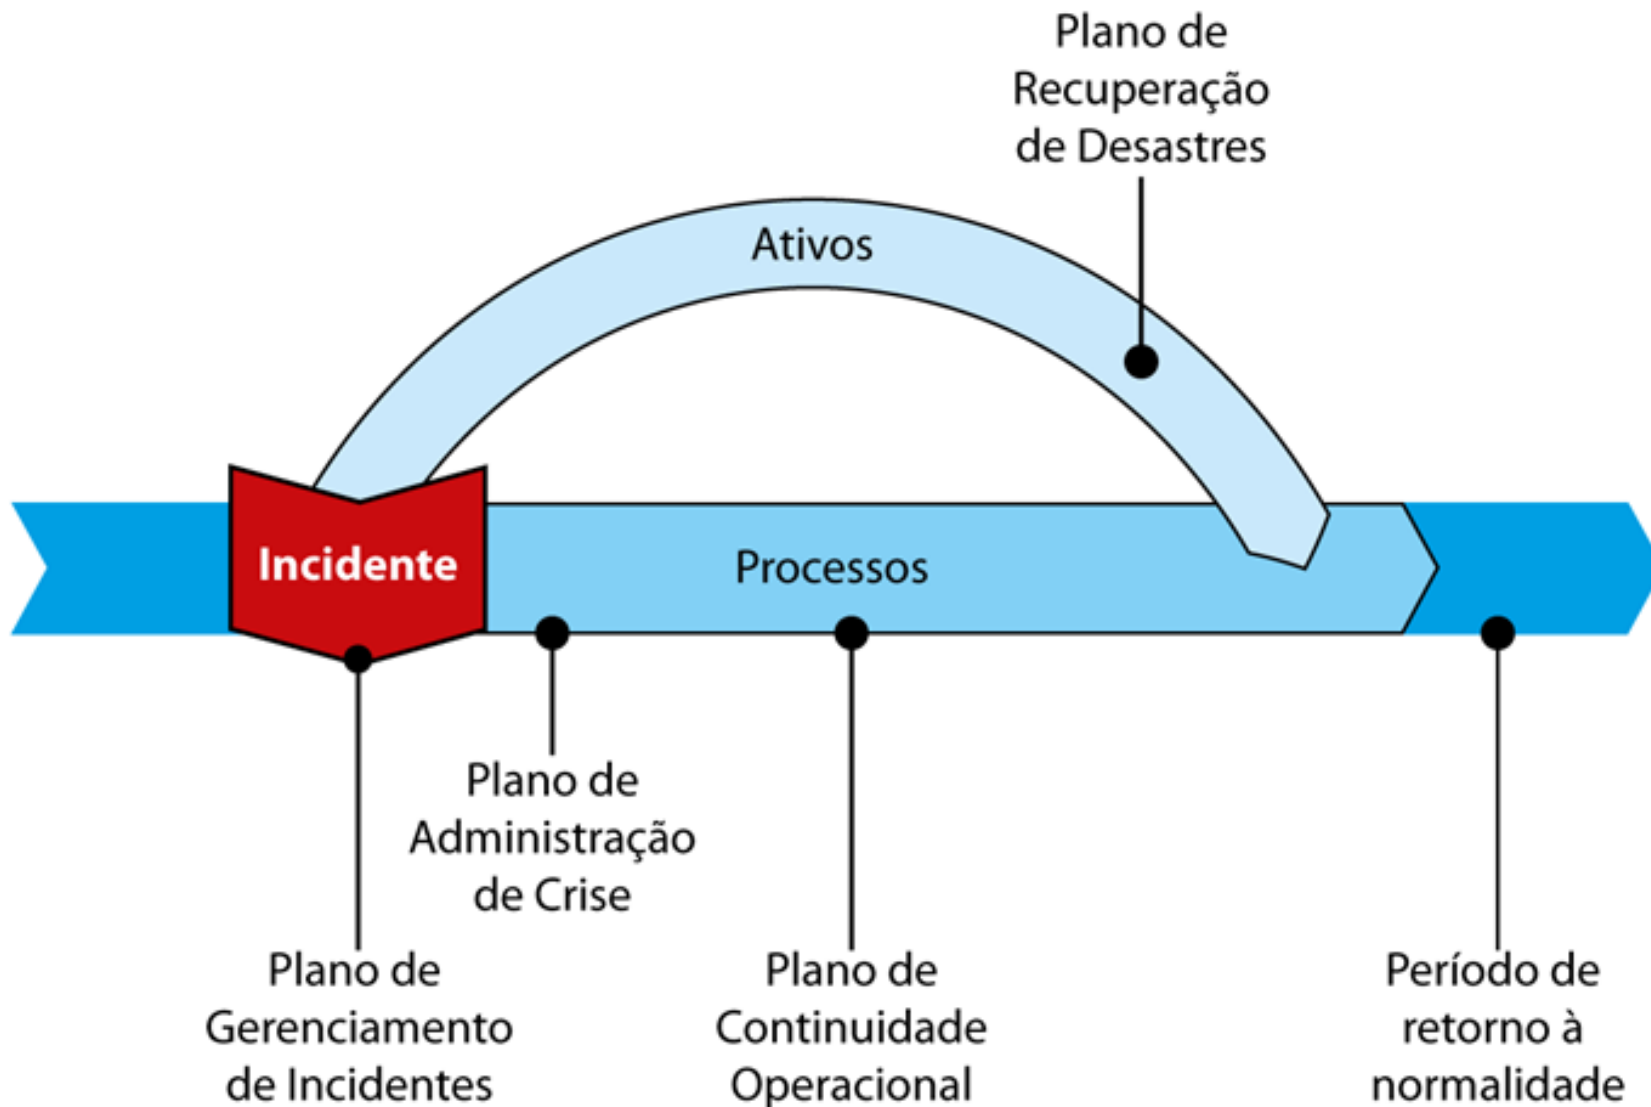 Plano de
Recuperação
de Desastres
Ativos
Incidente
Processos
Plano de
Administração
de Crise
Plano de
Gerenciamento
de Incidentes
Plano de
Continuidade
Operacional
Período de
retorno à
normalidade